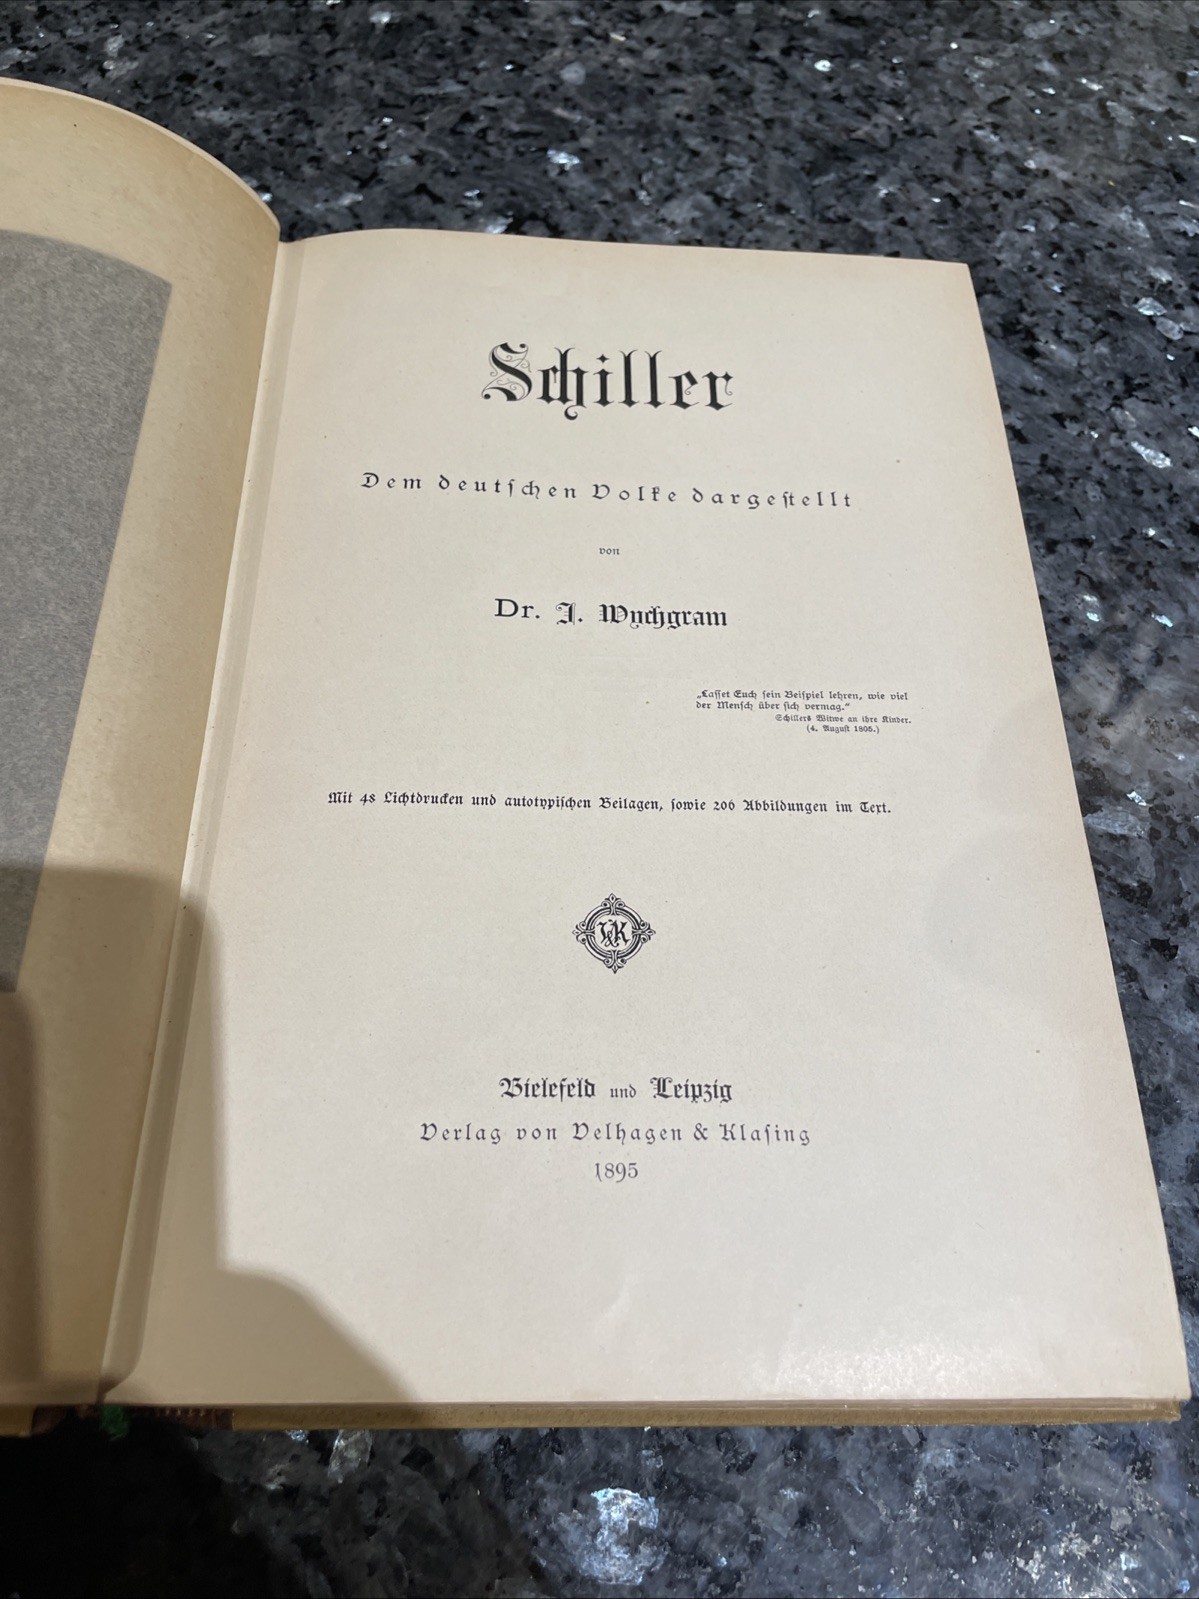 Schiller
Dem deutſchen Volke dargeſtellt
von
Dr. J. Wychgram
„Laſſet Euch ſein Beiſpiel lehren, wie viel
der Menſch über ſich vermag.“
Schillers Witwe an ihre Kinder.
(4. Auguſt 1805.)
Mit 48 Lichtdrucken und autotypiſchen Beilagen, ſowie 206 Abbildungen im Text.
V&K
Bielefeld und Leipzig
Verlag von Velhagen & Klaſing
1895